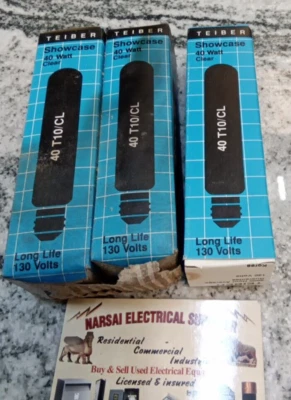 TEIBER
Showcase
40 Watt
Clear
40 T10/CL
Long Life
130 Volts
TEIBER
Showcase
40 Watt
Clear
40 T10/CL
Long Life
130 Volts
TEIBER
Showcase
40 Watt
Clear
40 T10/CL
Long Life
130 Volts
NARSAI ELECTRICAL
Residential -
Commercial
Buy & Sell Used Electrical
Licensed & insured